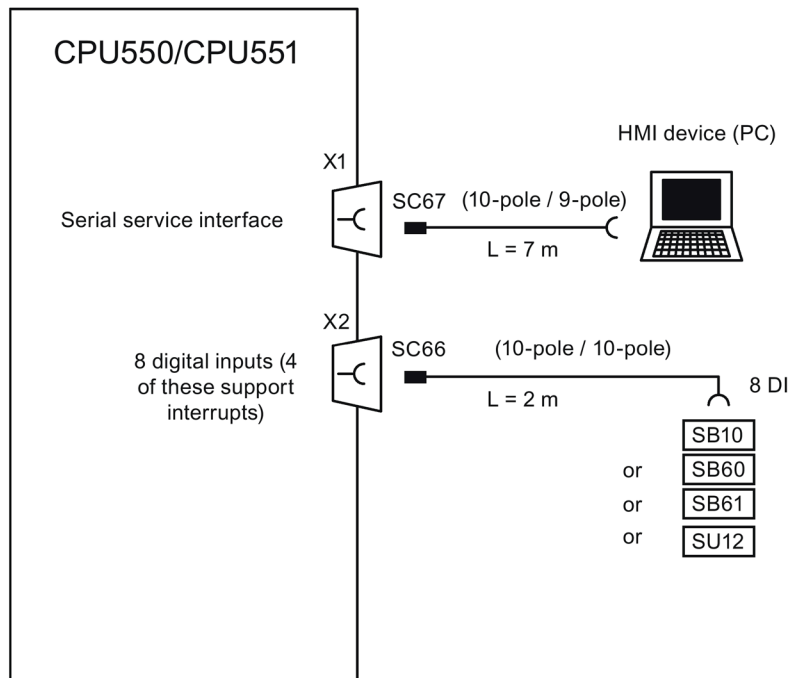 CPU550/CPU551
HMI device (PC)
X1
SC67 (10-pole / 9-pole)
Serial service interface
L = 7 m
X2
SC66 (10-pole / 10-pole)
8 digital inputs (4
of these support
interrupts)
L = 2 m
8 DI
SB10
or SB60
or SB61
or SU12